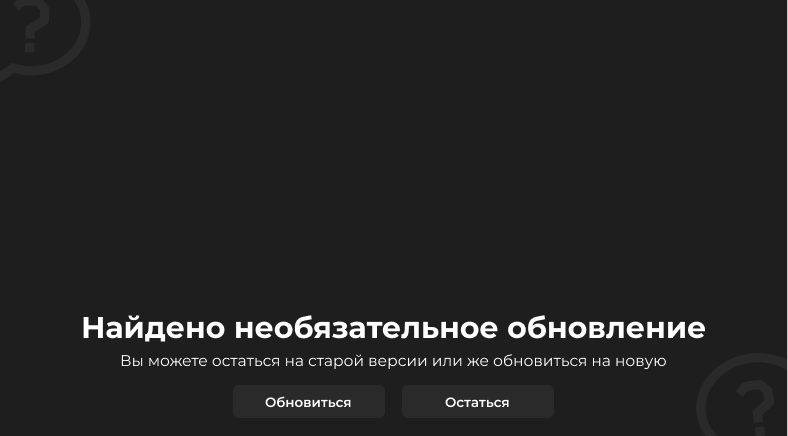 ?
Найдено необязательное обновление
Вы можете остаться на старой версии или же обновиться на новую
Обновиться Остаться
?